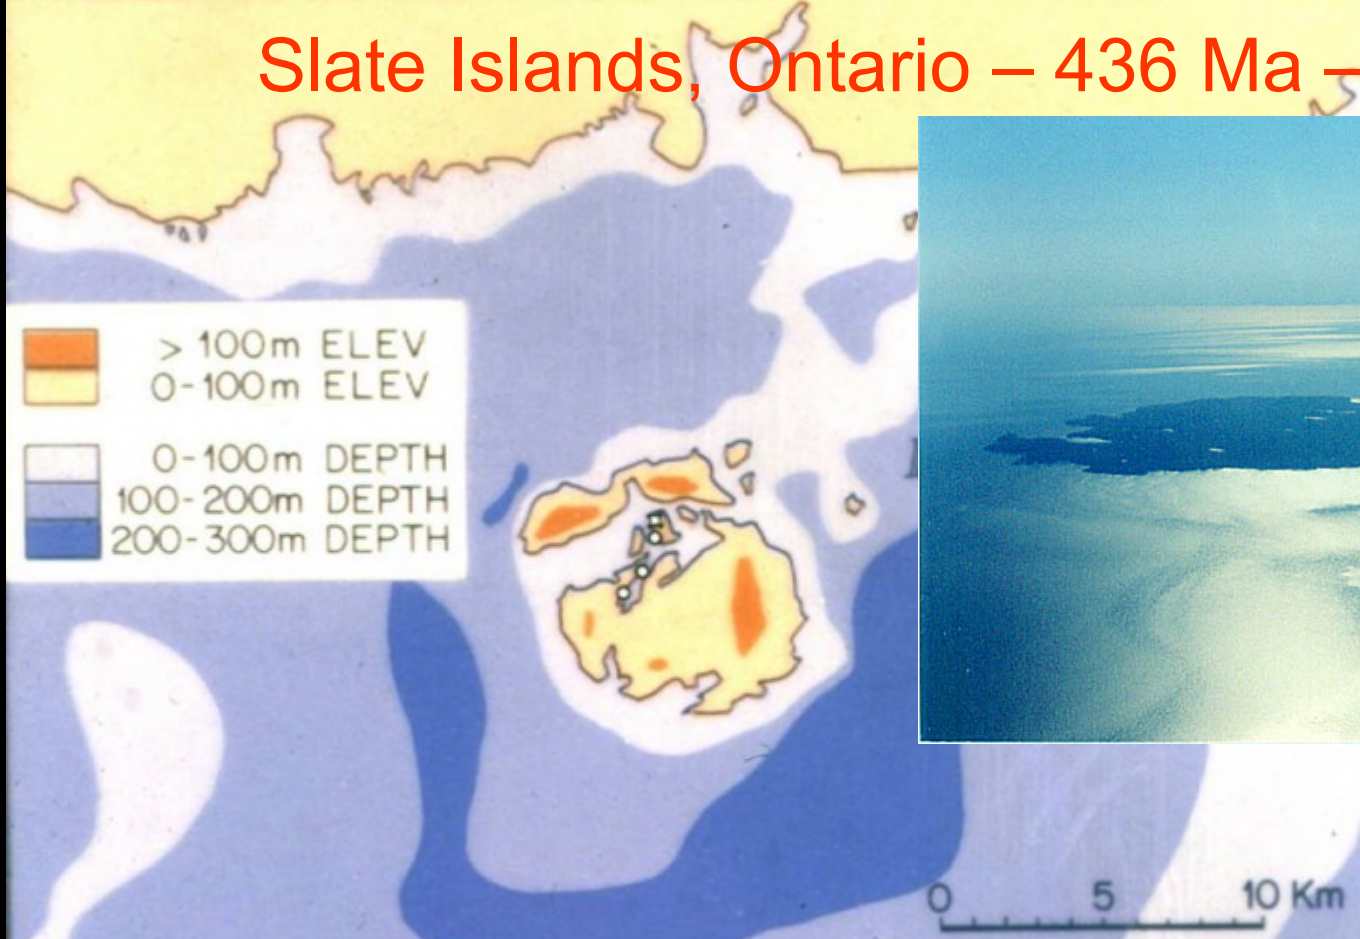 Slate Islands, Ontario – 436 Ma –
> 100m ELEV
0-100m ELEV
0-100m DEPTH
100-200m DEPTH
200-300m DEPTH
0 5 10 Km